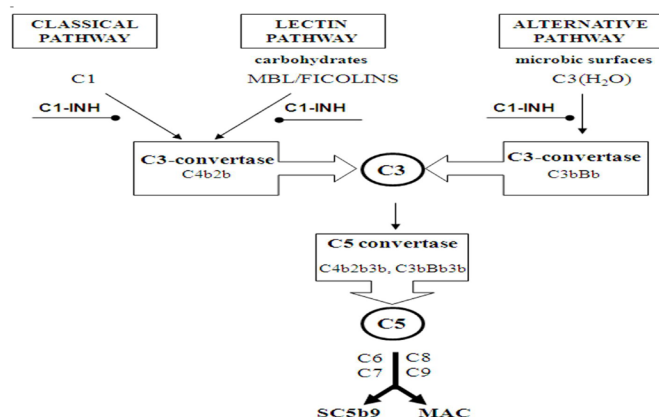 CLASSICAL PATHWAY
LECTIN PATHWAY
ALTERNATIVE PATHWAY
carbohydrates
microbic surfaces
C1
MBL/FICOLINS
C3(H₂O)
C1-INH
C1-INH
C1-INH
C3-convertase
C4b2b
C3
C3-convertase
C3bBb
C5 convertase
C4b2b3b, C3bBb3b
C5
C6 C8
C7 C9
SC5b9 MAC